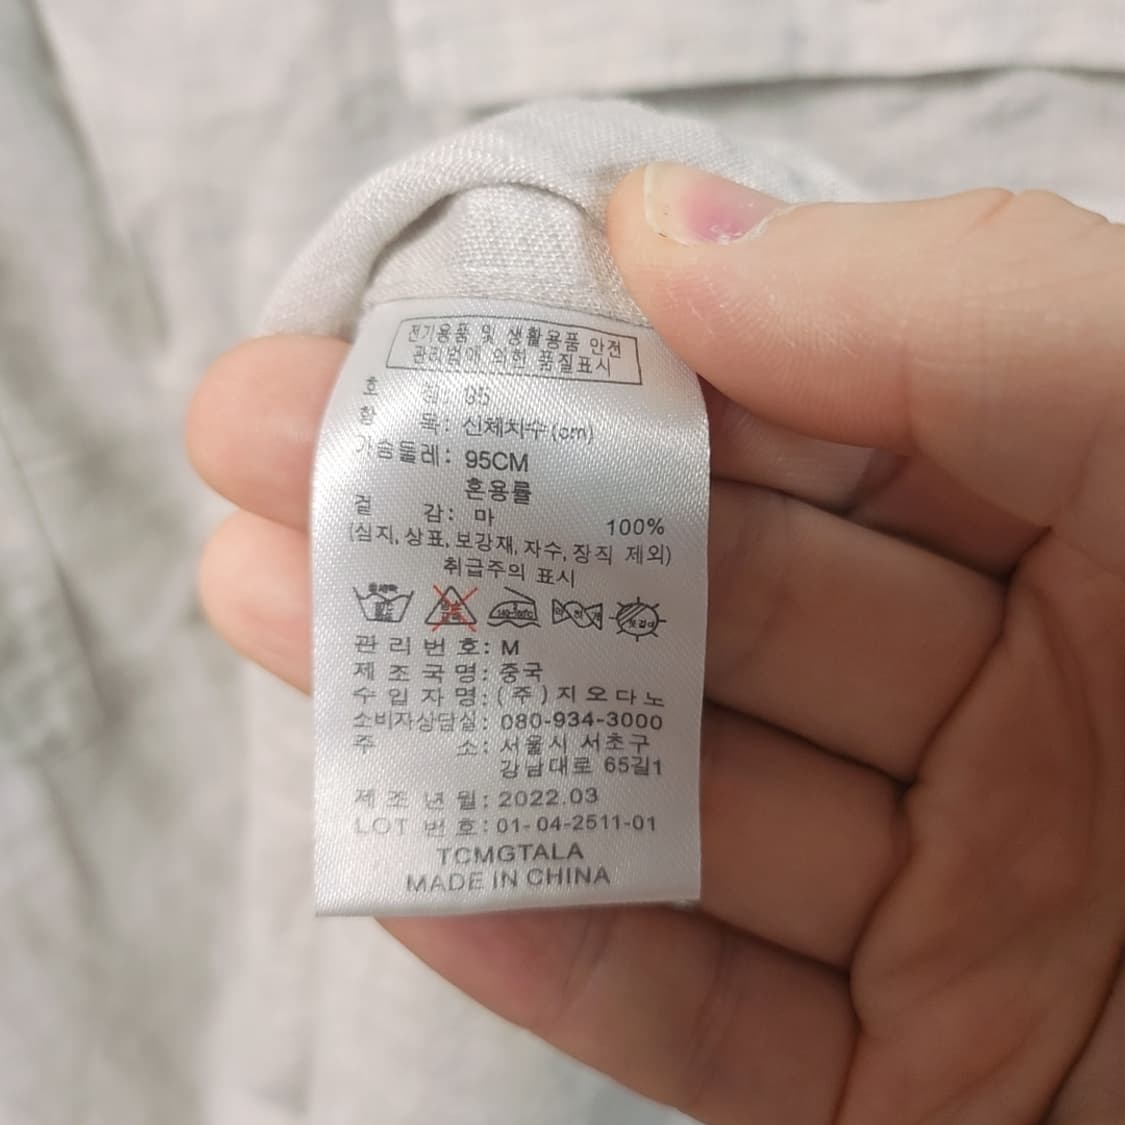 전기용품 및 생활용품 안전
관리법에 의한 품질표시
호 칭: 95
항 목: 신체치수(cm)
가슴둘레: 95CM
혼용률
겉 감: 마 100%
(심지, 상표, 보강재, 자수, 장직 제외)
취급주의 표시
관 리 번 호: M
제 조 국 명: 중국
수 입 자 명: (주) 지오다노
소비자상담실: 080-934-3000
주 소: 서울시 서초구
강남대로 65길1
제 조 년 월: 2022.03
LOT 번 호: 01-04-2511-01
TCMGTALA
MADE IN CHINA